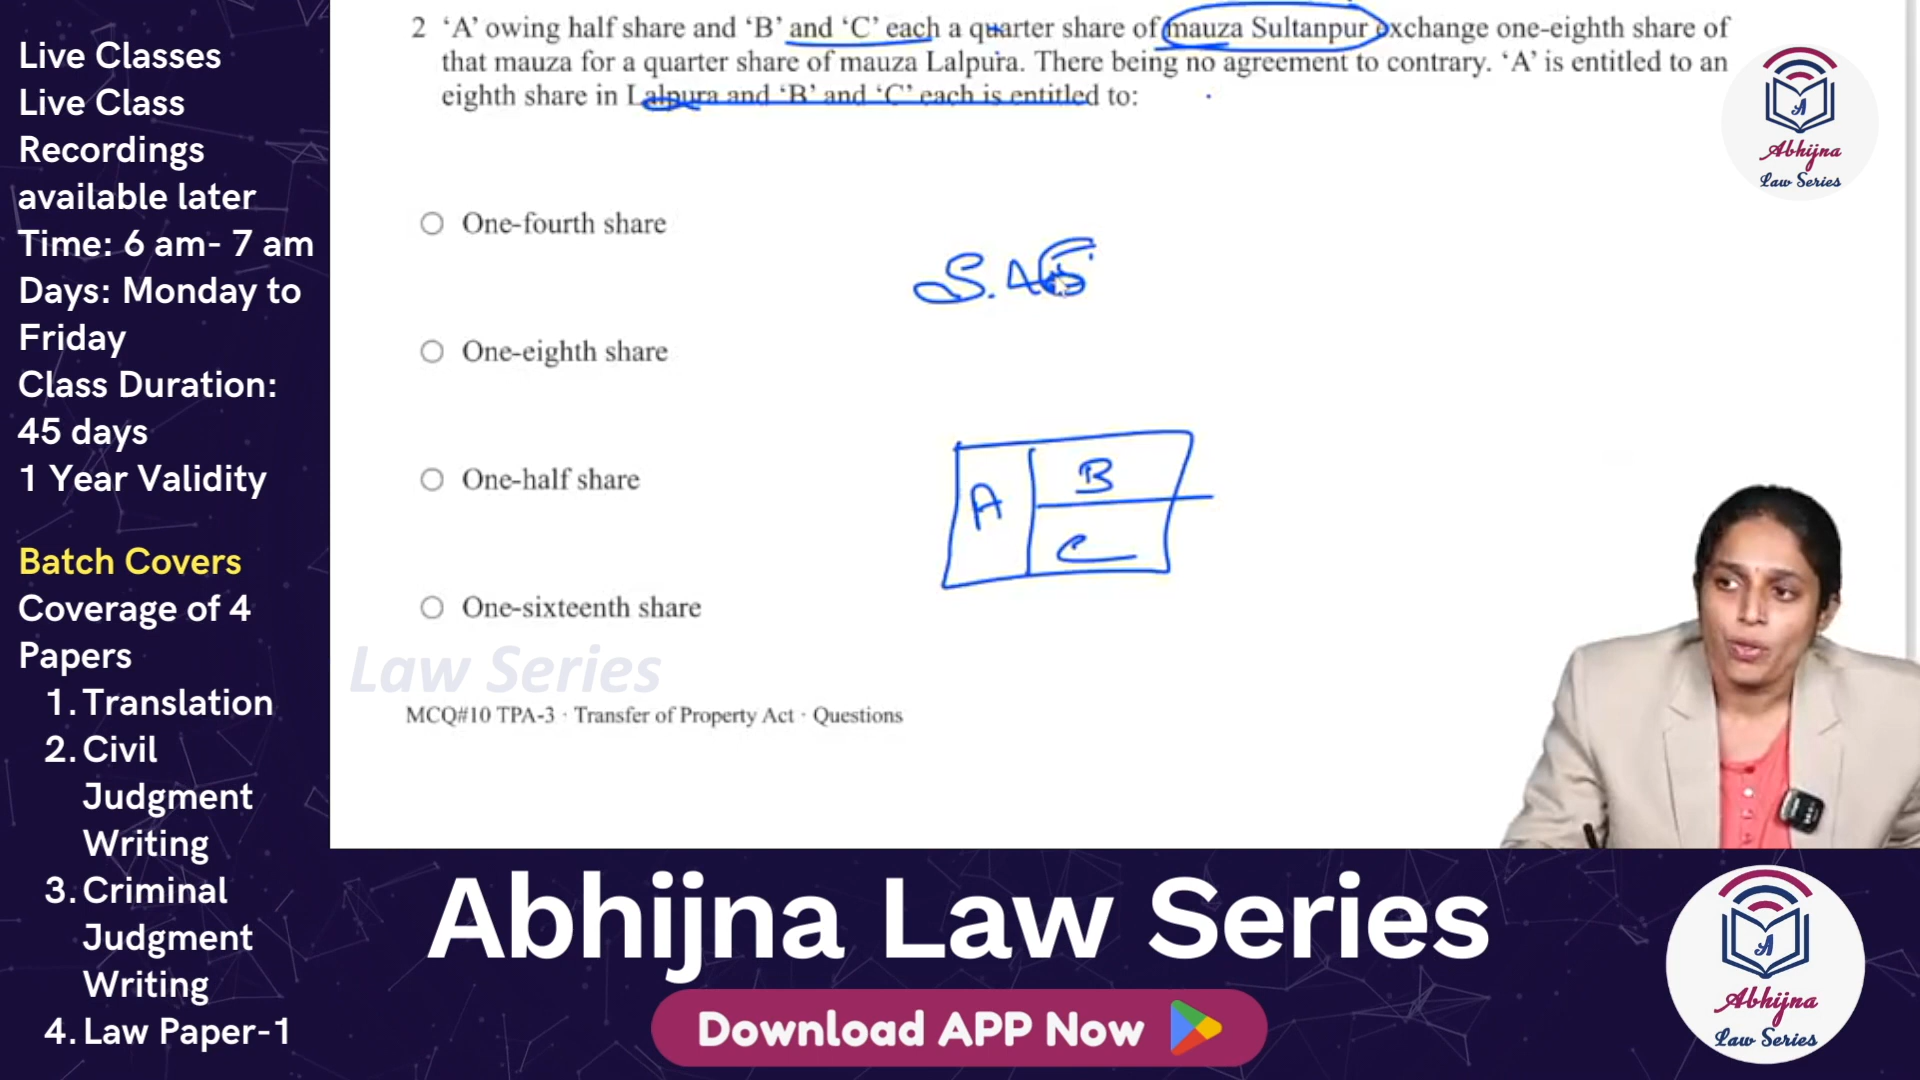 Live Classes
Live Class
Recordings
available later
Time: 6 am- 7 am
Days: Monday to
Friday
Class Duration:
45 days
1 Year Validity
Batch Covers
Coverage of 4
Papers
1. Translation
2. Civil
Judgment
Writing
3. Criminal
Judgment
Writing
4. Law Paper-1
2 ‘A’ owing half share and ‘B’ and ‘C’ each a quarter share of mauza Sultanpur exchange one-eighth share of
that mauza for a quarter share of mauza Lalpura. There being no agreement to contrary. ‘A’ is entitled to an
eighth share in Lalpura and ‘B’ and ‘C’ each is entitled to:
One-fourth share
One-eighth share
One-half share
One-sixteenth share
A
B
C
Law Series
MCQ#10 TPA-3 · Transfer of Property Act · Questions
Abhijna
Law Series
Abhijna Law Series
Download APP Now
Abhijna
Law Series